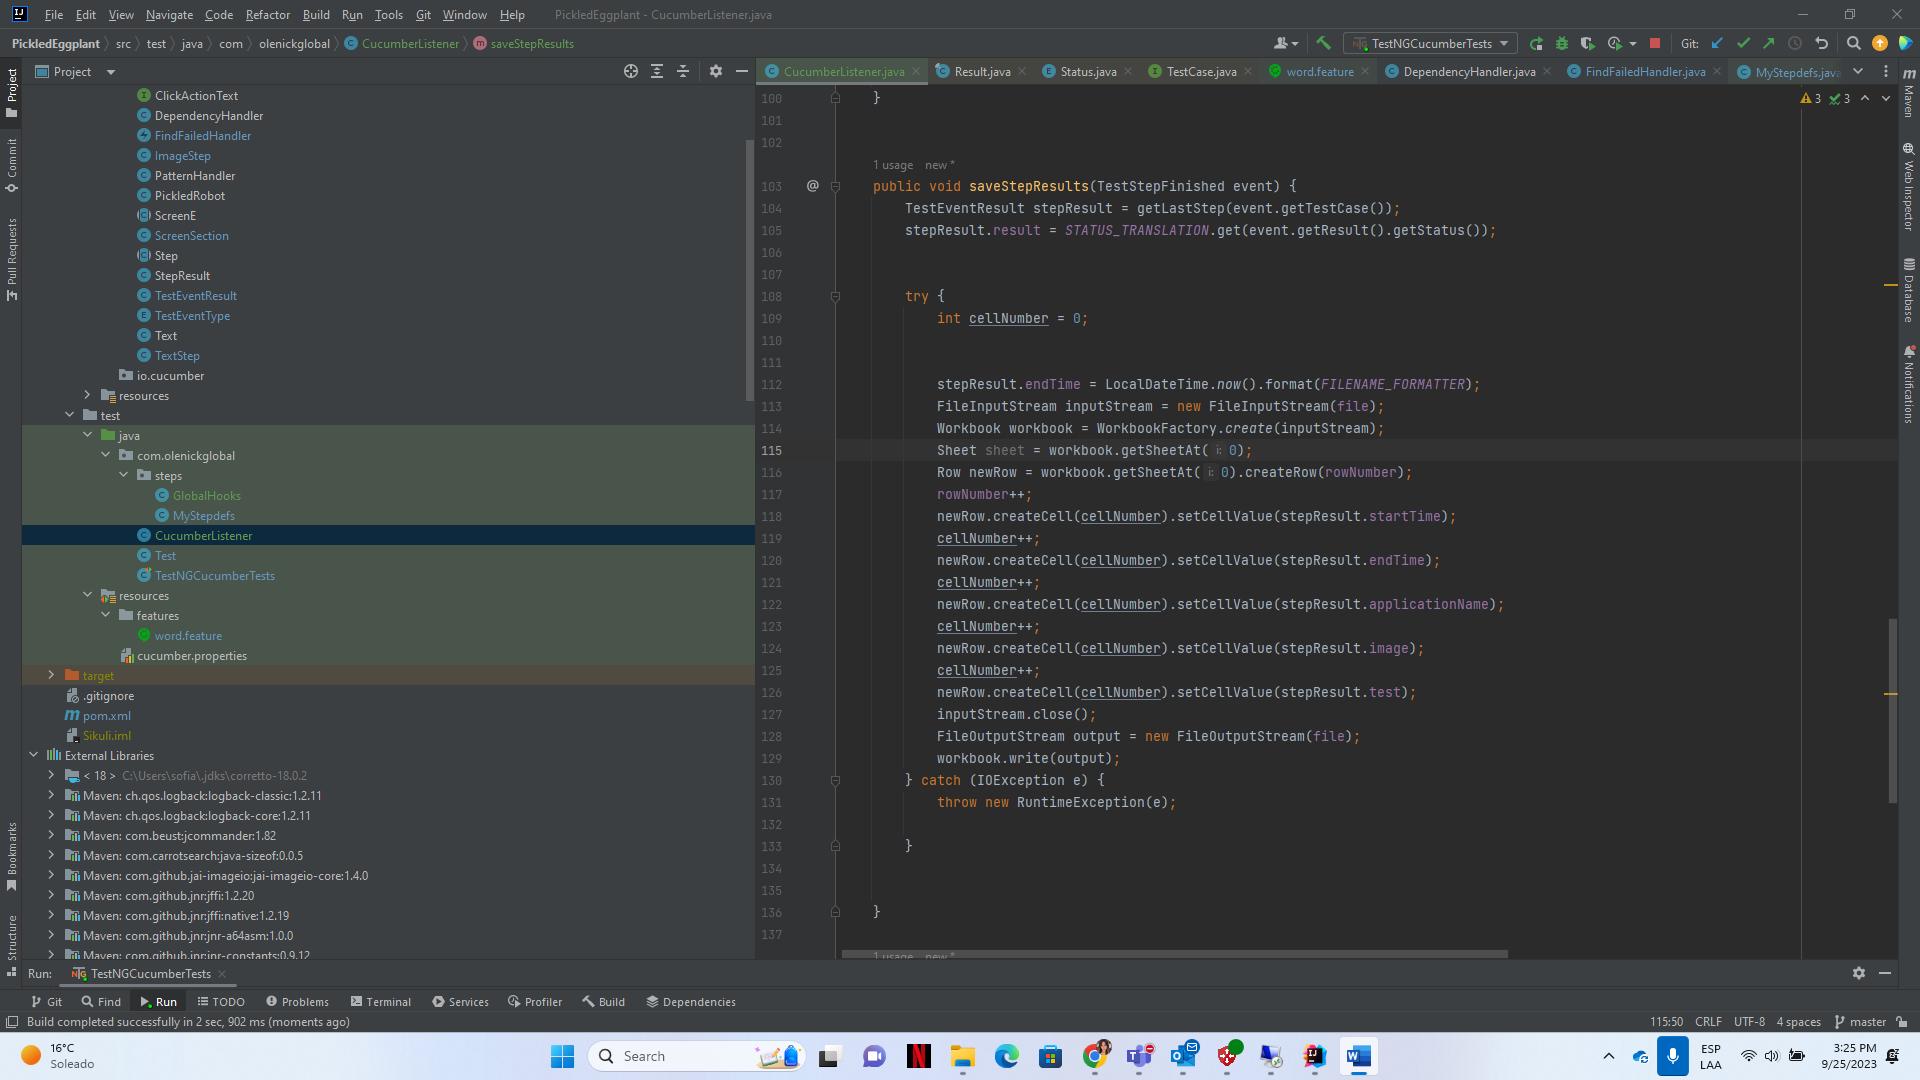 File Edit View Navigate Code Refactor Build Run Tools Git Window Help PickledEggplant - CucumberListener.java
PickledEggplant src test java com olenickglobal CucumberListener saveStepResults
TestNGCucumberTests
Git:
Project
CucumberListener.java Result.java Status.java TestCase.java word.feature DependencyHandler.java FindFailedHandler.java MyStepdefs.java
Project
Commit
Pull Requests
Bookmarks
Structure
ClickActionText
DependencyHandler
FindFailedHandler
ImageStep
PatternHandler
PickledRobot
ScreenE
ScreenSection
Step
StepResult
TestEventResult
TestEventType
Text
TextStep
io.cucumber
resources
test
java
com.olenickglobal
steps
GlobalHooks
MyStepdefs
CucumberListener
Test
TestNGCucumberTests
resources
features
word.feature
cucumber.properties
target
.gitignore
pom.xml
Sikuli.iml
External Libraries
< 18 > C:\Users\sofia\.jdks\corretto-18.0.2
Maven: ch.qos.logback:logback-classic:1.2.11
Maven: ch.qos.logback:logback-core:1.2.11
Maven: com.beust:jcommander:1.82
Maven: com.carrotsearch:java-sizeof:0.0.5
Maven: com.github.jai-imageio:jai-imageio-core:1.4.0
Maven: com.github.jnr:jffi:1.2.20
Maven: com.github.jnr:jffi:native:1.2.19
Maven: com.github.jnr:jnr-a64asm:1.0.0
Maven: com.github.jnr:jnr-constants:0.9.12
3 3
100 }
101
102
1 usage new *
103 @ public void saveStepResults(TestStepFinished event) {
104 TestEventResult stepResult = getLastStep(event.getTestCase());
105 stepResult.result = STATUS_TRANSLATION.get(event.getResult().getStatus());
106
107
108 try {
109 int cellNumber = 0;
110
111
112 stepResult.endTime = LocalDateTime.now().format(FILENAME_FORMATTER);
113 FileInputStream inputStream = new FileInputStream(file);
114 Workbook workbook = WorkbookFactory.create(inputStream);
115 Sheet sheet = workbook.getSheetAt( i: 0);
116 Row newRow = workbook.getSheetAt( i: 0).createRow(rowNumber);
117 rowNumber++;
118 newRow.createCell(cellNumber).setCellValue(stepResult.startTime);
119 cellNumber++;
120 newRow.createCell(cellNumber).setCellValue(stepResult.endTime);
121 cellNumber++;
122 newRow.createCell(cellNumber).setCellValue(stepResult.applicationName);
123 cellNumber++;
124 newRow.createCell(cellNumber).setCellValue(stepResult.image);
125 cellNumber++;
126 newRow.createCell(cellNumber).setCellValue(stepResult.test);
127 inputStream.close();
128 FileOutputStream output = new FileOutputStream(file);
129 workbook.write(output);
130 } catch (IOException e) {
131 throw new RuntimeException(e);
132
133 }
134
135
136 }
137
1 usage new *
Maven
Web Inspector
Database
Notifications
Run: TestNGCucumberTests
Git Find Run TODO Problems Terminal Services Profiler Build Dependencies
Build completed successfully in 2 sec, 902 ms (moments ago)
115:50 CRLF UTF-8 4 spaces master
16°C
Soleado
Search
ESP
LAA
3:25 PM
9/25/2023